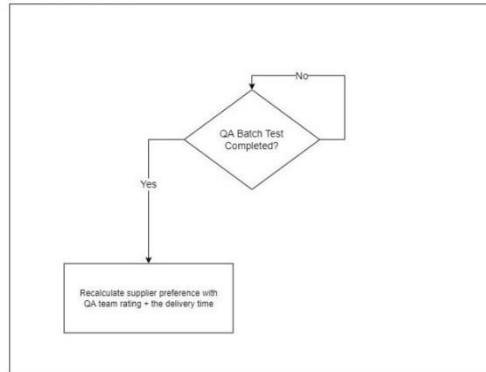 No
QA Batch Test
Completed?
Yes
Recalculate supplier preference with
QA team rating + the delivery time